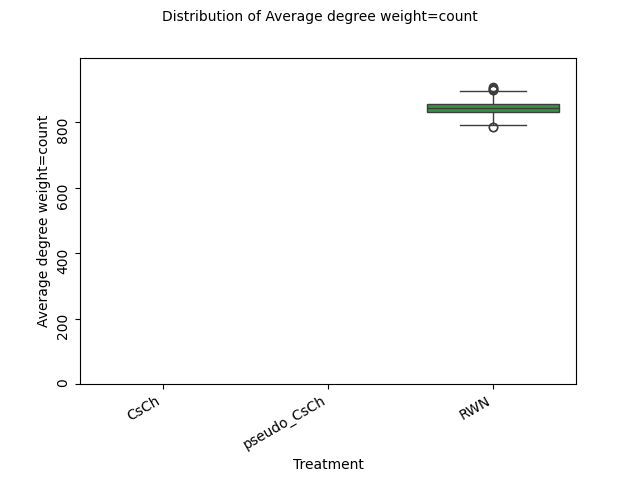 Distribution of Average degree weight=count
Average degree weight=count
800
600
400
200
0
CsCh
pseudo_CsCh
RWN
Treatment